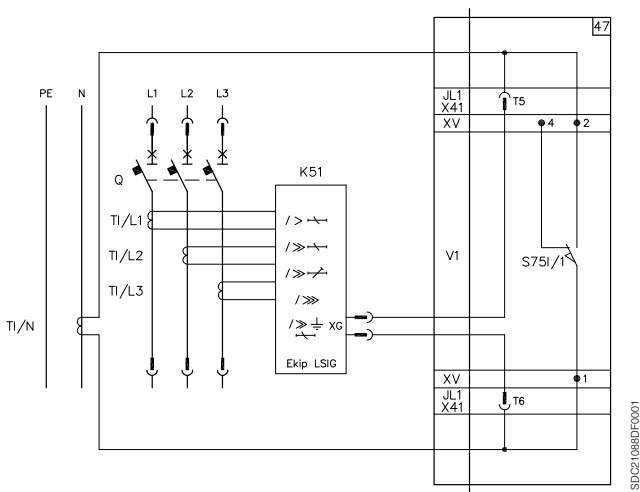 47
PE N L1 L2 L3
JL1
X41
T5
XV 4 2
Q
K51
TI/L1
TI/L2
TI/L3
TI/N
/>
/≫
/≫
/⋙
/≫ XG
Ekip LSIG
V1
S75I/1
XV 1
JL1
X41
T6
SDC21088DF0001